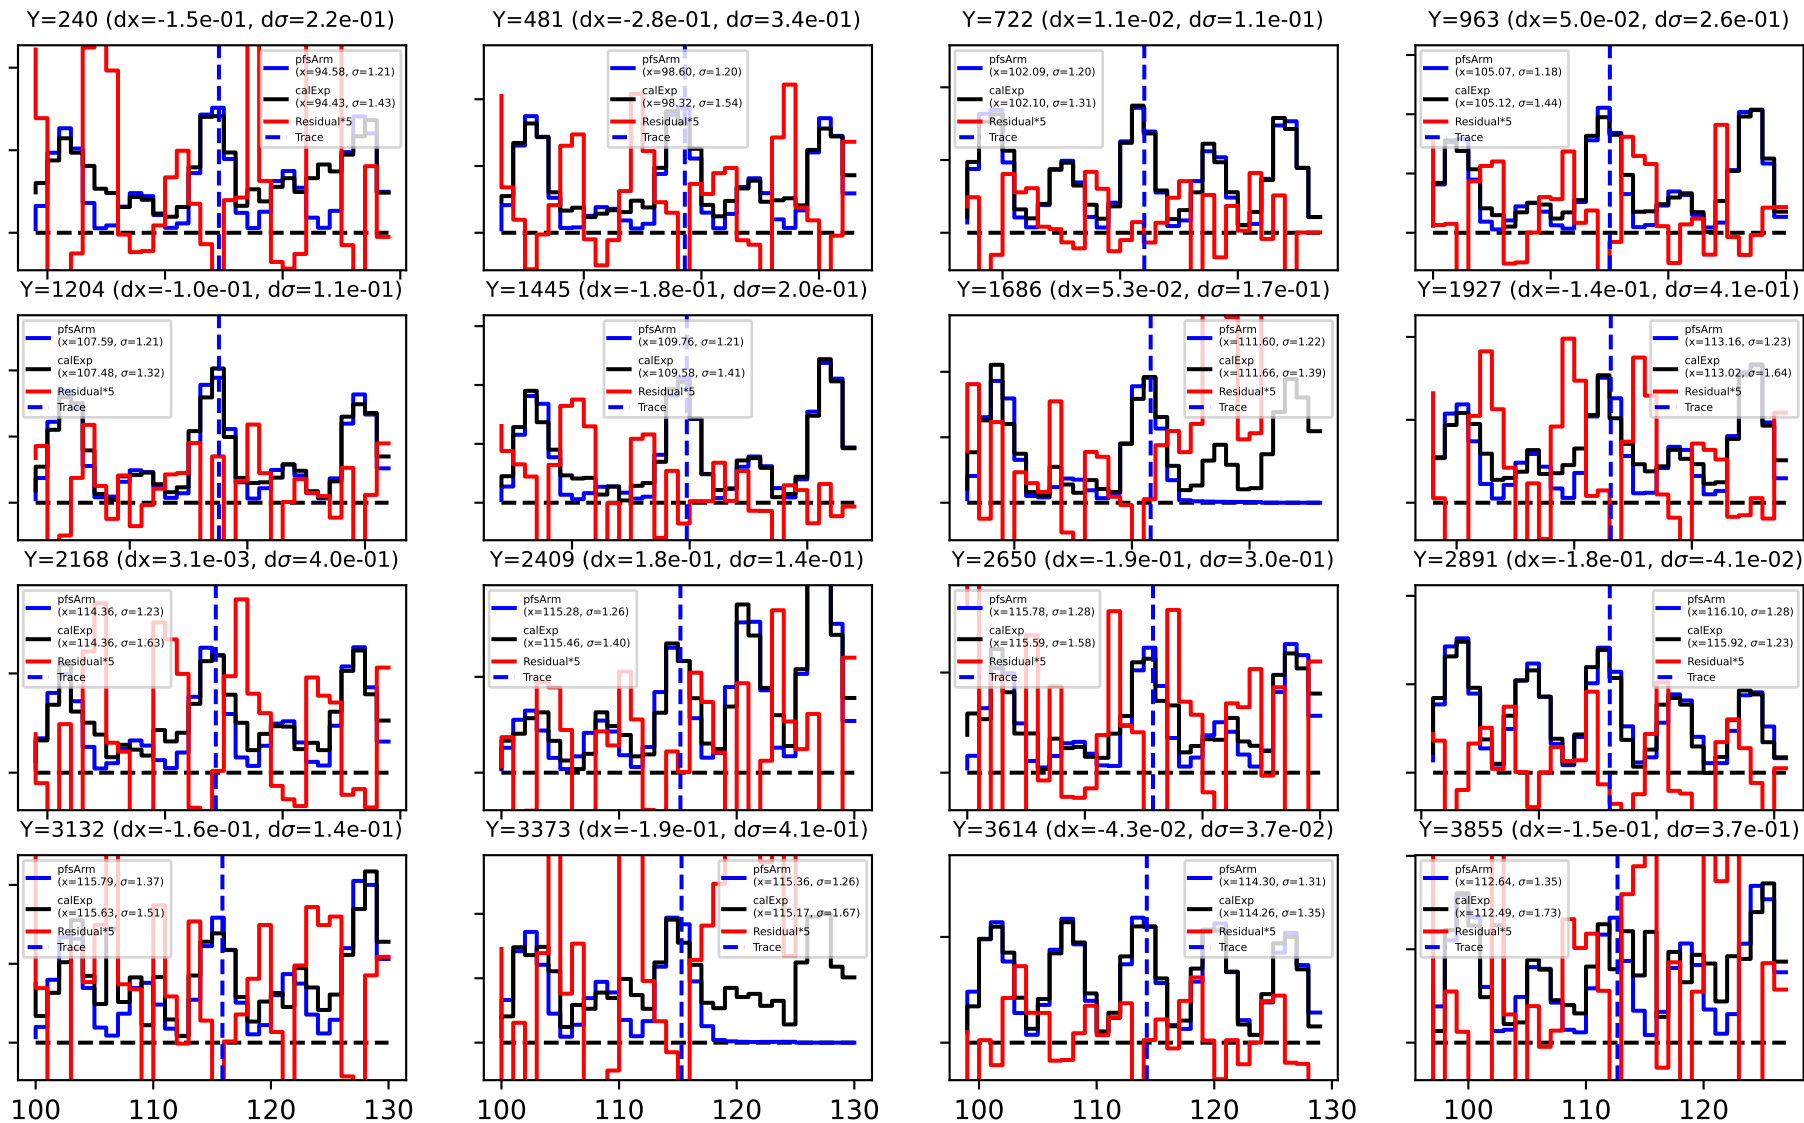 Y=240 (dx=-1.5e-01, dσ=2.2e-01)
pfsArm
(x=94.58, σ=1.21)
calExp
(x=94.43, σ=1.43)
Residual*5
Trace
Y=481 (dx=-2.8e-01, dσ=3.4e-01)
pfsArm
(x=98.60, σ=1.20)
calExp
(x=98.32, σ=1.54)
Residual*5
Trace
Y=722 (dx=1.1e-02, dσ=1.1e-01)
pfsArm
(x=102.09, σ=1.20)
calExp
(x=102.10, σ=1.31)
Residual*5
Trace
Y=963 (dx=5.0e-02, dσ=2.6e-01)
pfsArm
(x=105.07, σ=1.18)
calExp
(x=105.12, σ=1.44)
Residual*5
Trace
Y=1204 (dx=-1.0e-01, dσ=1.1e-01)
pfsArm
(x=107.59, σ=1.21)
calExp
(x=107.48, σ=1.32)
Residual*5
Trace
Y=1445 (dx=-1.8e-01, dσ=2.0e-01)
pfsArm
(x=109.76, σ=1.21)
calExp
(x=109.58, σ=1.41)
Residual*5
Trace
Y=1686 (dx=5.3e-02, dσ=1.7e-01)
pfsArm
(x=111.60, σ=1.22)
calExp
(x=111.66, σ=1.39)
Residual*5
Trace
Y=1927 (dx=-1.4e-01, dσ=4.1e-01)
pfsArm
(x=113.16, σ=1.23)
calExp
(x=113.02, σ=1.64)
Residual*5
Trace
Y=2168 (dx=3.1e-03, dσ=4.0e-01)
pfsArm
(x=114.36, σ=1.23)
calExp
(x=114.36, σ=1.63)
Residual*5
Trace
Y=2409 (dx=1.8e-01, dσ=1.4e-01)
pfsArm
(x=115.28, σ=1.26)
calExp
(x=115.46, σ=1.40)
Residual*5
Trace
Y=2650 (dx=-1.9e-01, dσ=3.0e-01)
pfsArm
(x=115.78, σ=1.28)
calExp
(x=115.59, σ=1.58)
Residual*5
Trace
Y=2891 (dx=-1.8e-01, dσ=-4.1e-02)
pfsArm
(x=116.10, σ=1.28)
calExp
(x=115.92, σ=1.23)
Residual*5
Trace
Y=3132 (dx=-1.6e-01, dσ=1.4e-01)
pfsArm
(x=115.79, σ=1.37)
calExp
(x=115.63, σ=1.51)
Residual*5
Trace
100 110 120 130
Y=3373 (dx=-1.9e-01, dσ=4.1e-01)
pfsArm
(x=115.36, σ=1.26)
calExp
(x=115.17, σ=1.67)
Residual*5
Trace
100 110 120 130
Y=3614 (dx=-4.3e-02, dσ=3.7e-02)
pfsArm
(x=114.30, σ=1.31)
calExp
(x=114.26, σ=1.35)
Residual*5
Trace
100 110 120 130
Y=3855 (dx=-1.5e-01, dσ=3.7e-01)
pfsArm
(x=112.64, σ=1.35)
calExp
(x=112.49, σ=1.73)
Residual*5
Trace
100 110 120